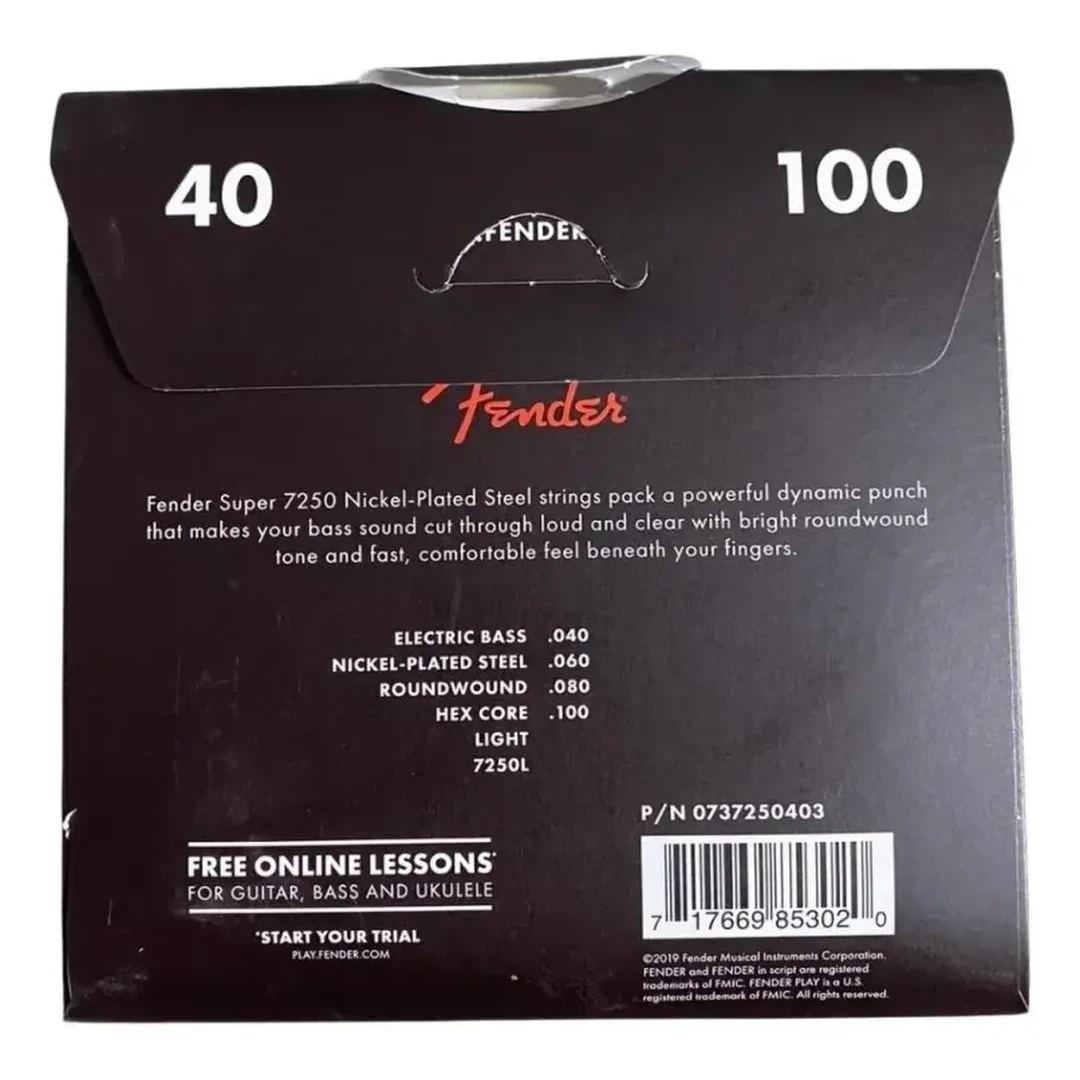 40 100
FENDER
Fender
Fender Super 7250 Nickel-Plated Steel strings pack a powerful dynamic punch
that makes your bass sound cut through loud and clear with bright roundwound
tone and fast, comfortable feel beneath your fingers.
ELECTRIC BASS .040
NICKEL-PLATED STEEL .060
ROUNDWOUND .080
HEX CORE .100
LIGHT
7250L
P/N 0737250403
FREE ONLINE LESSONS*
FOR GUITAR, BASS AND UKULELE
*START YOUR TRIAL
PLAY.FENDER.COM
7 17669 85302 0
©2019 Fender Musical Instruments Corporation.
FENDER and FENDER in script are registered
trademarks of FMIC. FENDER PLAY is a U.S.
registered trademark of FMIC. All rights reserved.